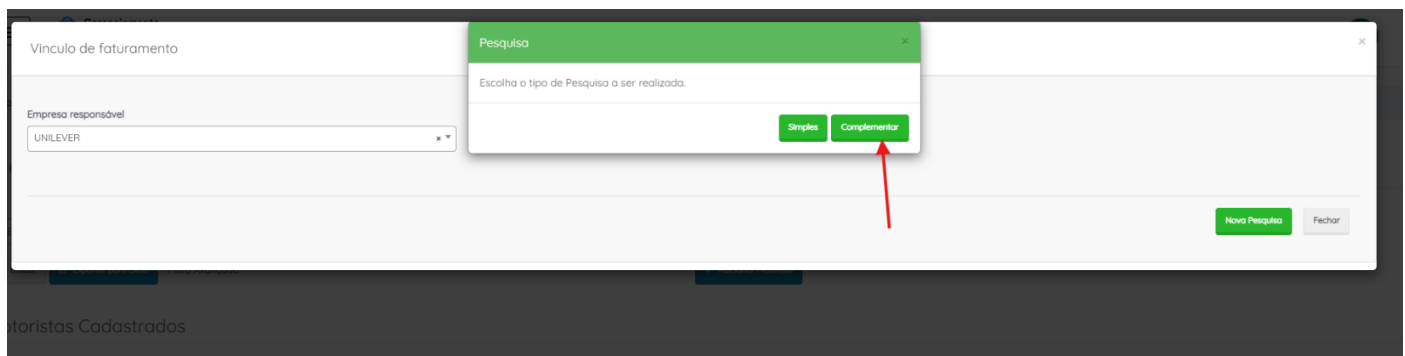 Vinculo de faturamento
×
Pesquisa
×
Escolha o tipo de Pesquisa a ser realizada.
Simples
Complementar
Empresa responsável
UNILEVER
×
Nova Pesquisa
Fechar
toristas Cadastrados